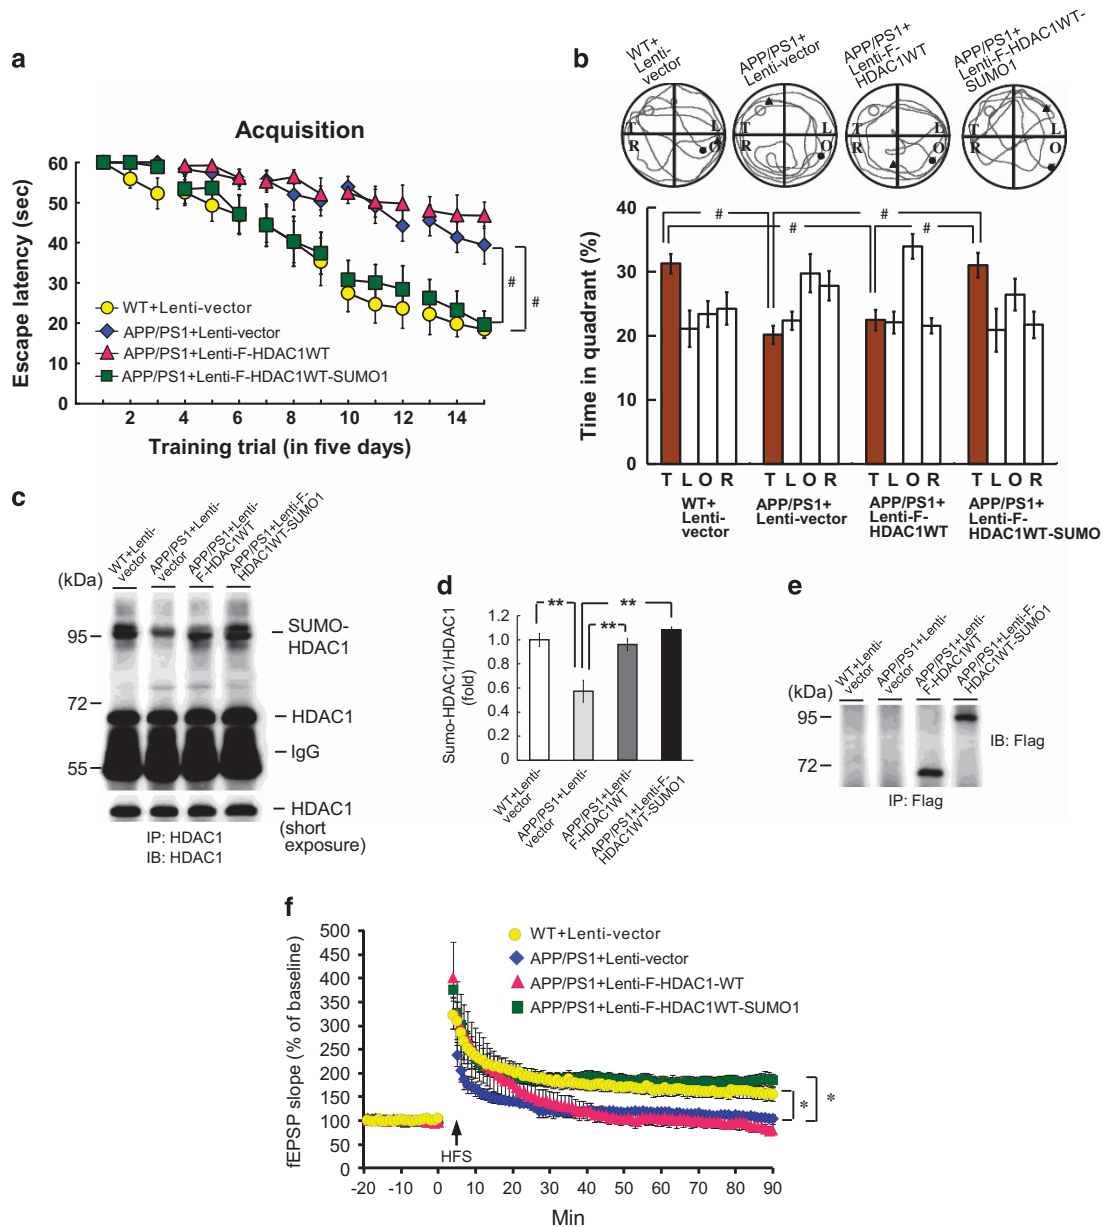 a
Acquisition
Escape latency (sec)
60
50
40
30
20
10
0
2 4 6 8 10 12 14
Training trial (in five days)
WT+Lenti-vector
APP/PS1+Lenti-vector
APP/PS1+Lenti-F-HDAC1WT
APP/PS1+Lenti-F-HDAC1WT-SUMO1
# #
b
WT+
Lenti-
vector
APP/PS1+
Lenti-vector
APP/PS1+
Lenti-F-
HDAC1WT
APP/PS1+
Lenti-F-HDAC1WT-
SUMO1
T L
R O
T L
R O
T L
R O
T L
R O
Time in quadrant (%)
40
30
20
10
0
# # # #
T L O R T L O R T L O R T L O R
WT+
Lenti-
vector
APP/PS1+
Lenti-vector
APP/PS1+
Lenti-F-
HDAC1WT
APP/PS1+
Lenti-F-
HDAC1WT-SUMO
c
WT+Lenti-
vector
APP/PS1+Lenti-
vector
APP/PS1+Lenti-
F-HDAC1WT
APP/PS1+Lenti-F-
HDAC1WT-SUMO1
(kDa)
95
72
55
SUMO-
HDAC1
HDAC1
IgG
HDAC1
(short
exposure)
IP: HDAC1
IB: HDAC1
d
Sumo-HDAC1/HDAC1
(fold)
1.2
1.0
0.8
0.6
0.4
0.2
0
** ** **
WT+Lenti-
vector
APP/PS1+Lenti-
vector
APP/PS1+Lenti-
F-HDAC1WT
APP/PS1+Lenti-F-
HDAC1WT-SUMO1
e
WT+Lenti-
vector
APP/PS1+Lenti-
vector
APP/PS1+Lenti-
F-HDAC1WT
APP/PS1+Lenti-F-
HDAC1WT-SUMO1
(kDa)
95
72
IB: Flag
IP: Flag
f
fEPSP slope (% of baseline)
500
450
400
350
300
250
200
150
100
50
0
WT+Lenti-vector
APP/PS1+Lenti-vector
APP/PS1+Lenti-F-HDAC1-WT
APP/PS1+Lenti-F-HDAC1WT-SUMO1
* *
HFS
-20 -10 0 10 20 30 40 50 60 70 80 90
Min